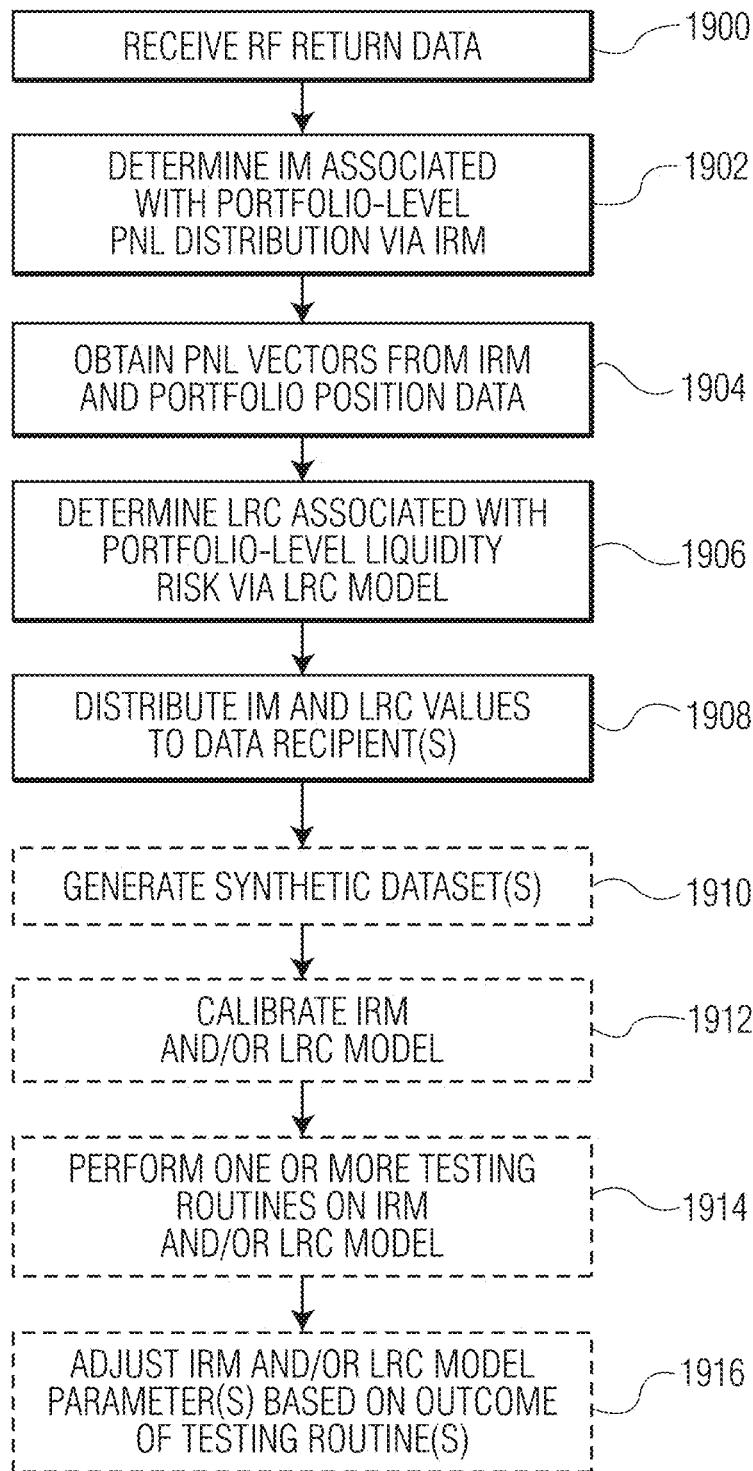 RECEIVE RF RETURN DATA
1900
DETERMINE IM ASSOCIATED
WITH PORTFOLIO-LEVEL
PNL DISTRIBUTION VIA IRM
1902
OBTAIN PNL VECTORS FROM IRM
AND PORTFOLIO POSITION DATA
1904
DETERMINE LRC ASSOCIATED WITH
PORTFOLIO-LEVEL LIQUIDITY
RISK VIA LRC MODEL
1906
DISTRIBUTE IM AND LRC VALUES
TO DATA RECIPIENT(S)
1908
GENERATE SYNTHETIC DATASET(S)
1910
CALIBRATE IRM
AND/OR LRC MODEL
1912
PERFORM ONE OR MORE TESTING
ROUTINES ON IRM
AND/OR LRC MODEL
1914
ADJUST IRM AND/OR LRC MODEL
PARAMETER(S) BASED ON OUTCOME
OF TESTING ROUTINE(S)
1916